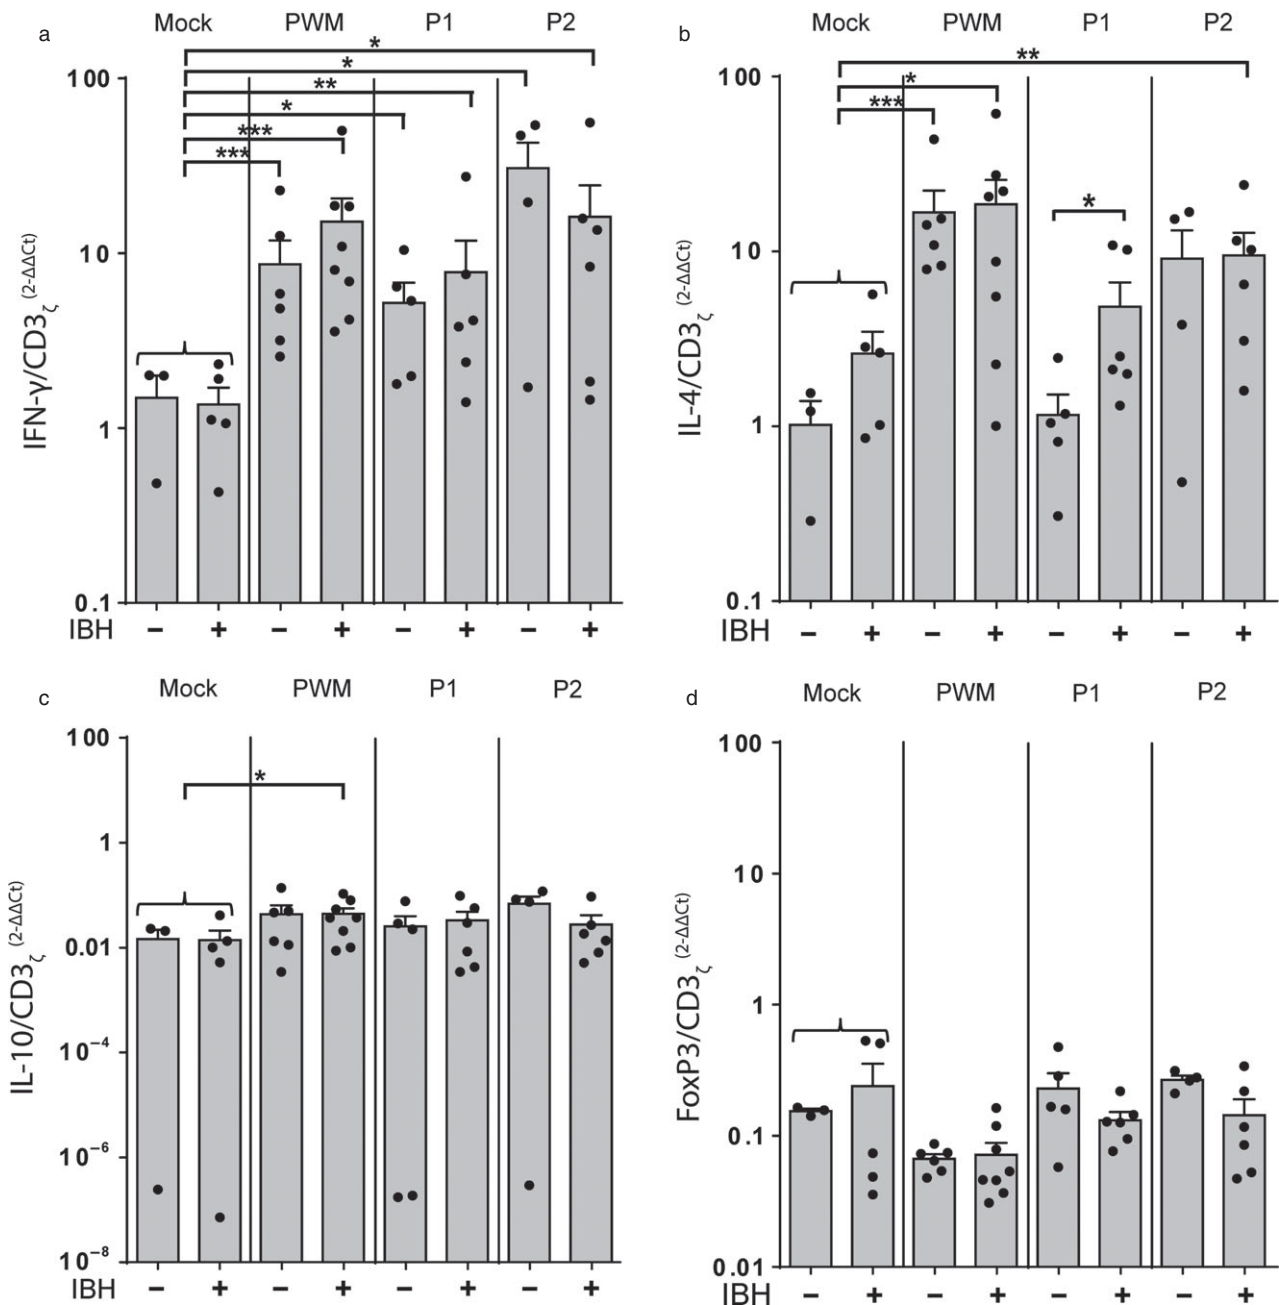 a
Mock PWM P1 P2
*
*
**
*
***
***
100
10
1
0.1
IFN-γ/CD3ζ (2-ΔΔCt)
IBH − + − + − + − +
b
Mock PWM P1 P2
**
*
***
*
100
10
1
0.1
IL-4/CD3ζ (2-ΔΔCt)
IBH − + − + − + − +
c
Mock PWM P1 P2
*
100
1
0.01
10⁻⁴
10⁻⁶
10⁻⁸
IL-10/CD3ζ (2-ΔΔCt)
IBH − + − + − + − +
d
Mock PWM P1 P2
100
10
1
0.1
0.01
FoxP3/CD3ζ (2-ΔΔCt)
IBH − + − + − + − +